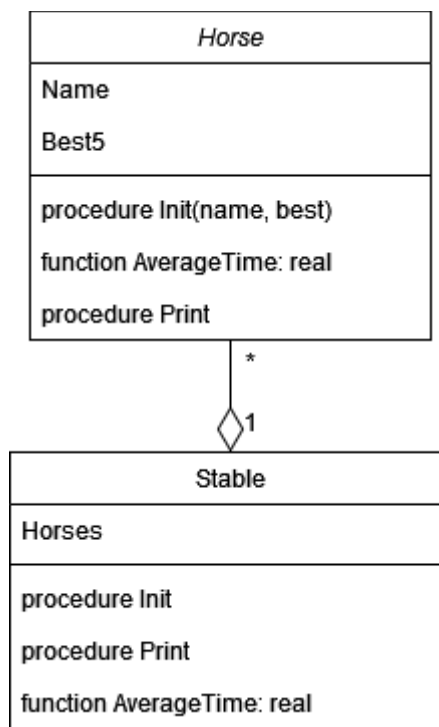 Horse
Name
Best5
procedure Init(name, best)
function AverageTime: real
procedure Print
*
1
Stable
Horses
procedure Init
procedure Print
function AverageTime: real